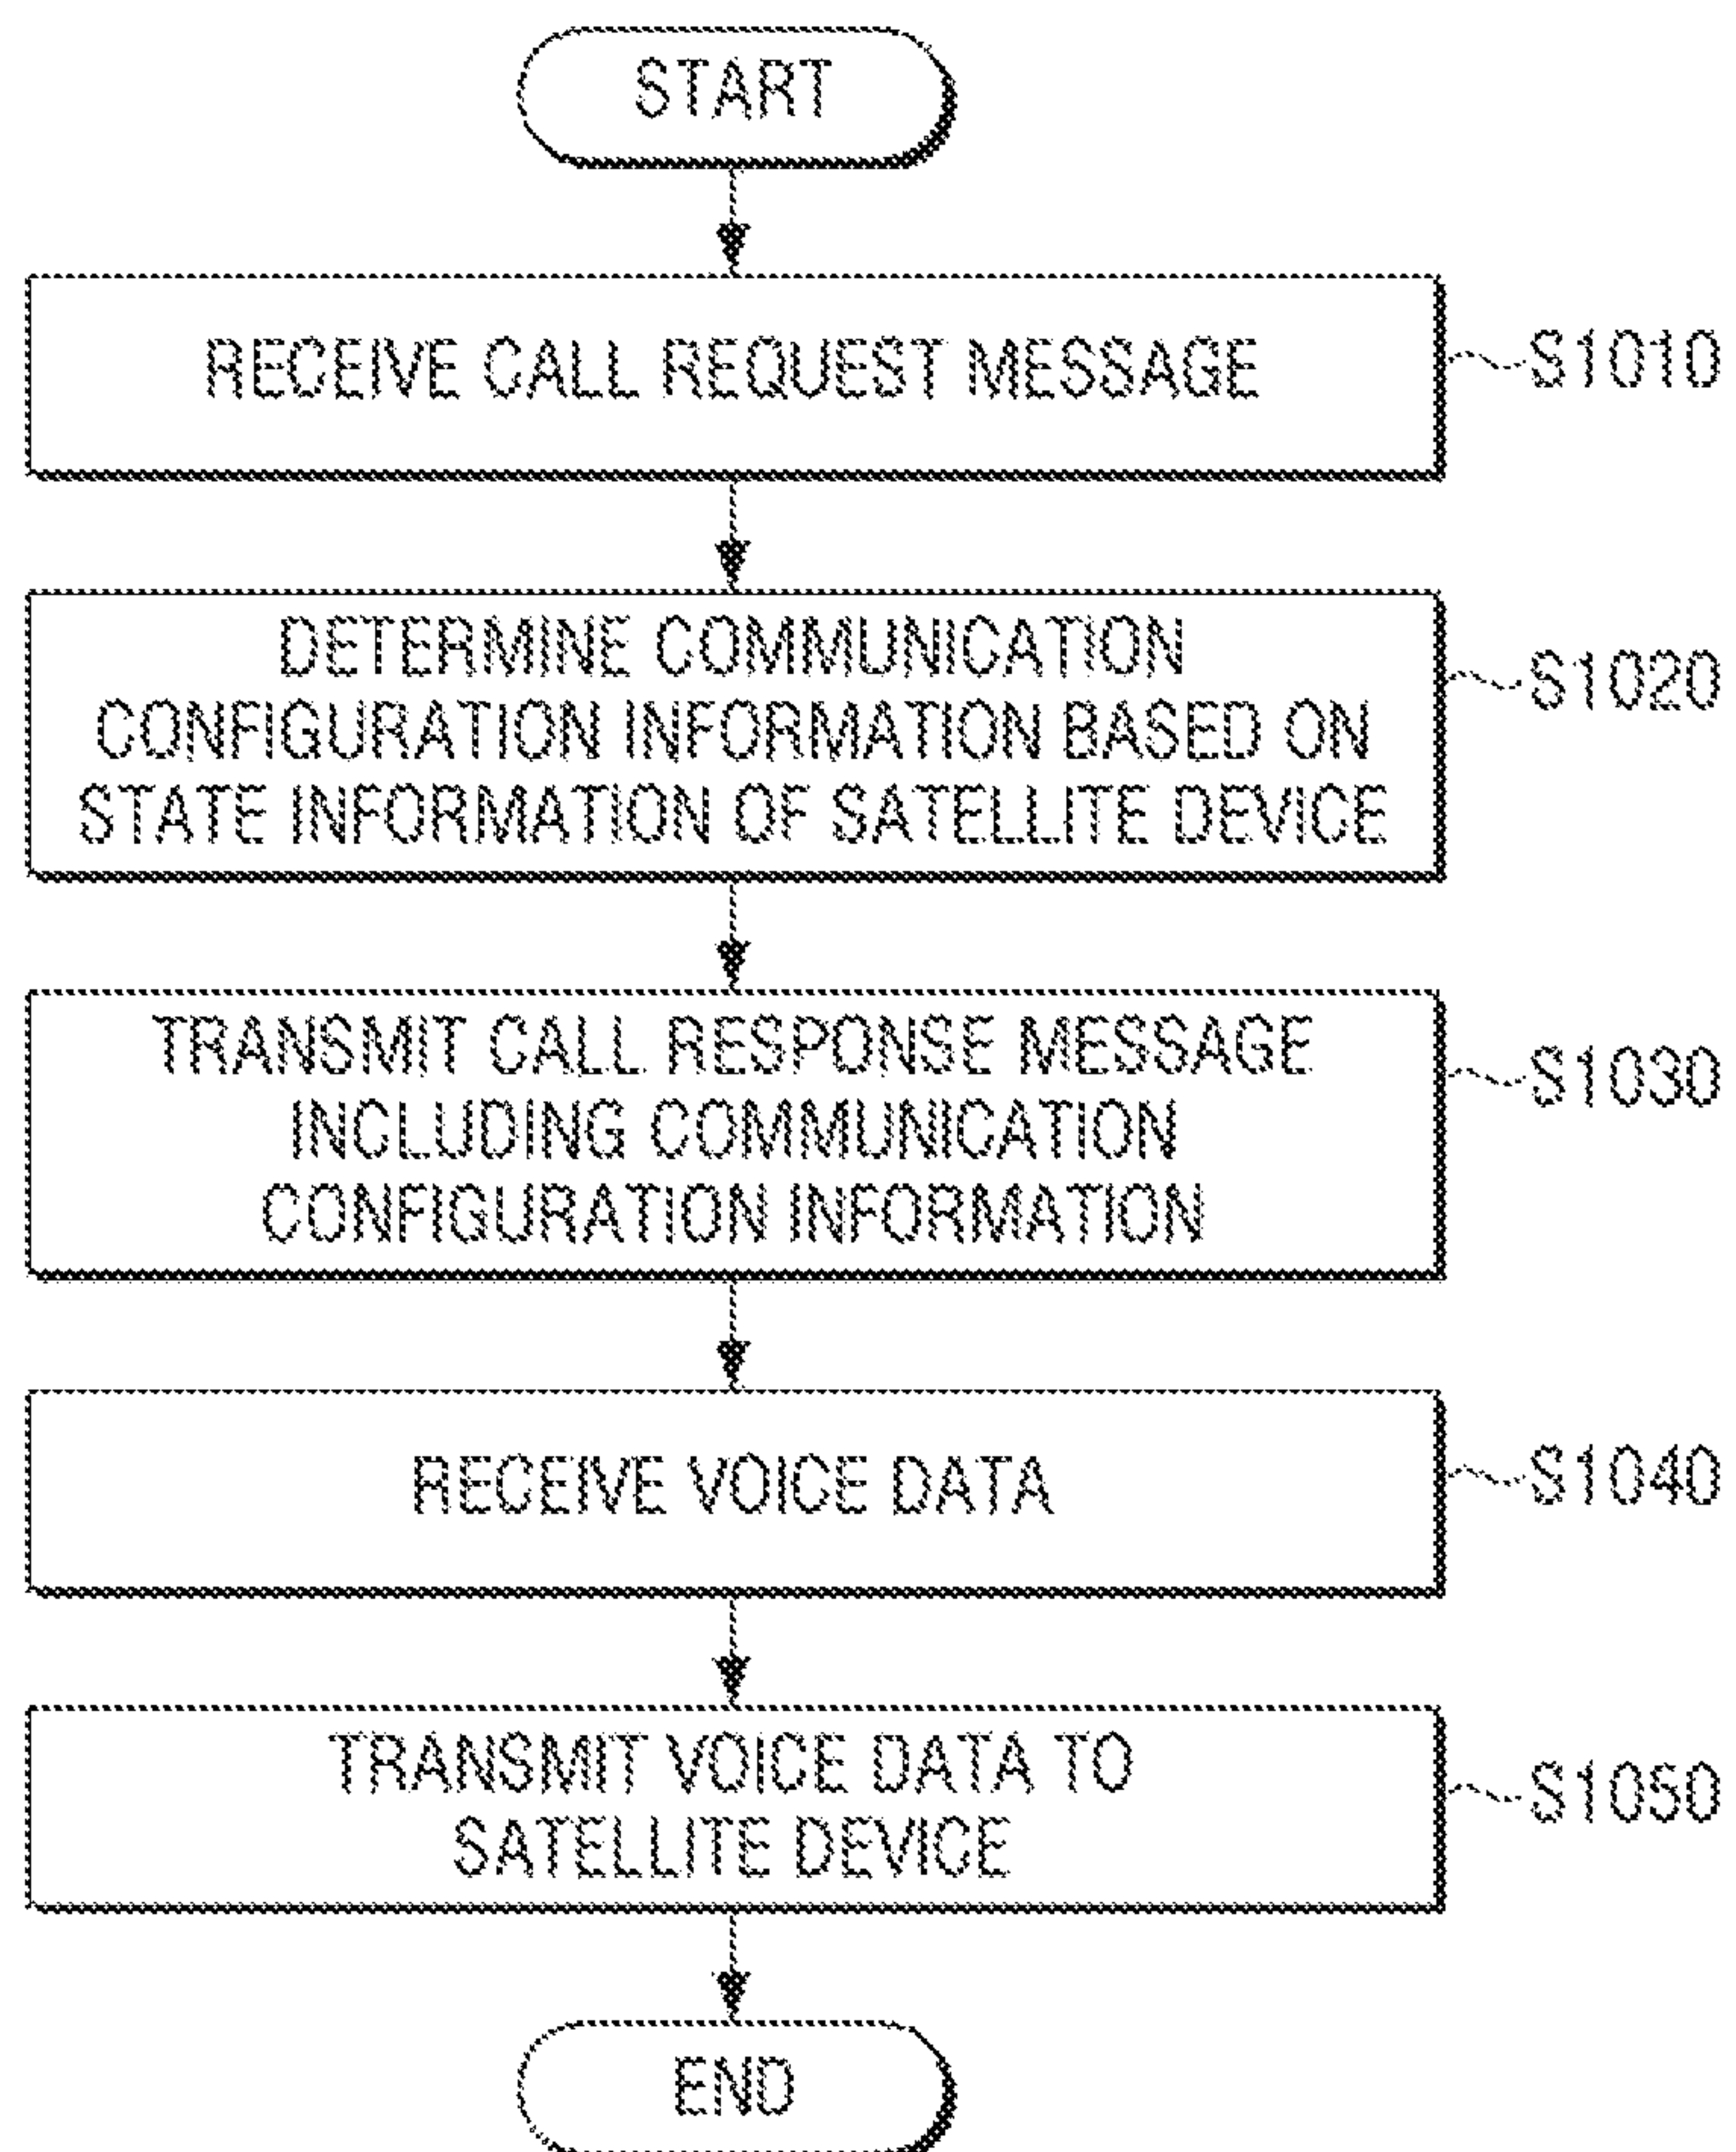 START
RECEIVE CALL REQUEST MESSAGE
S1010
DETERMINE COMMUNICATION
CONFIGURATION INFORMATION BASED ON
STATE INFORMATION OF SATELLITE DEVICE
S1020
TRANSMIT CALL RESPONSE MESSAGE
INCLUDING COMMUNICATION
CONFIGURATION INFORMATION
S1030
RECEIVE VOICE DATA
S1040
TRANSMIT VOICE DATA TO
SATELLITE DEVICE
S1050
END